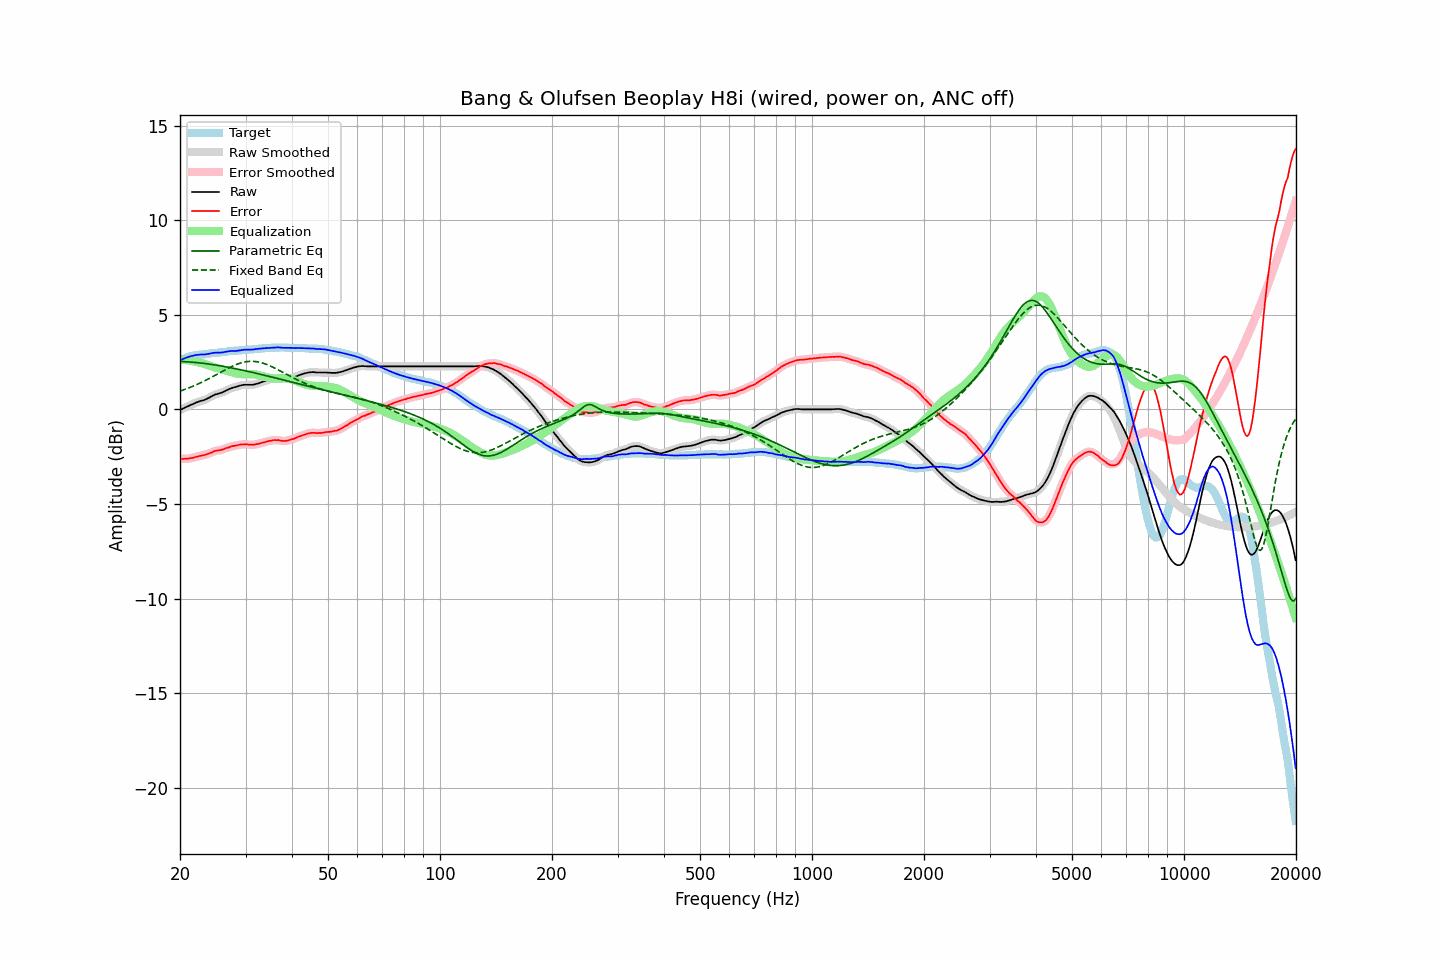 Bang & Olufsen Beoplay H8i (wired, power on, ANC off)
Target
Raw Smoothed
Error Smoothed
Raw
Error
Equalization
Parametric Eq
Fixed Band Eq
Equalized
15
10
5
0
−5
−10
−15
−20
Amplitude (dBr)
20
50
100
200
500
1000
2000
5000
10000
20000
Frequency (Hz)